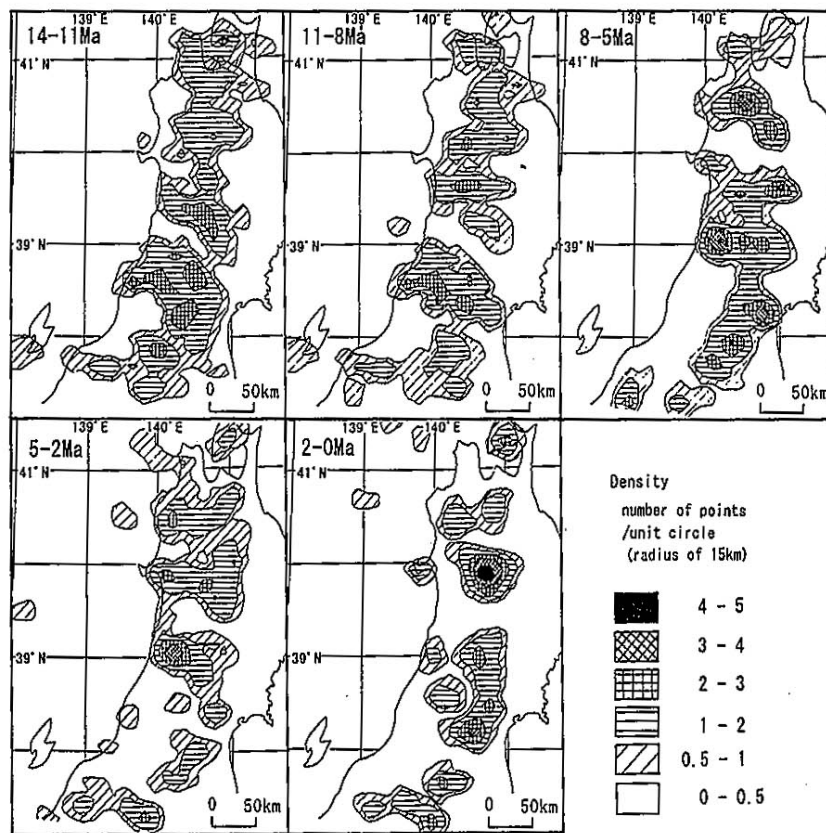 139°E 140° 139°E 140° 139°E 140°
14-11Ma 11-8Ma 8-5Ma
41° 41° 41°N
39°N 39°N 39°N
0 50km 0 50km 0 50km
139°E 140° 139°E 140°
5-2Ma 2-0Ma
41° 41°N
39°N 39°N
0 50km 0 50km
Density
number of points
/unit circle
(radius of 15km)
4 - 5
3 - 4
2 - 3
1 - 2
0.5 - 1
0 - 0.5